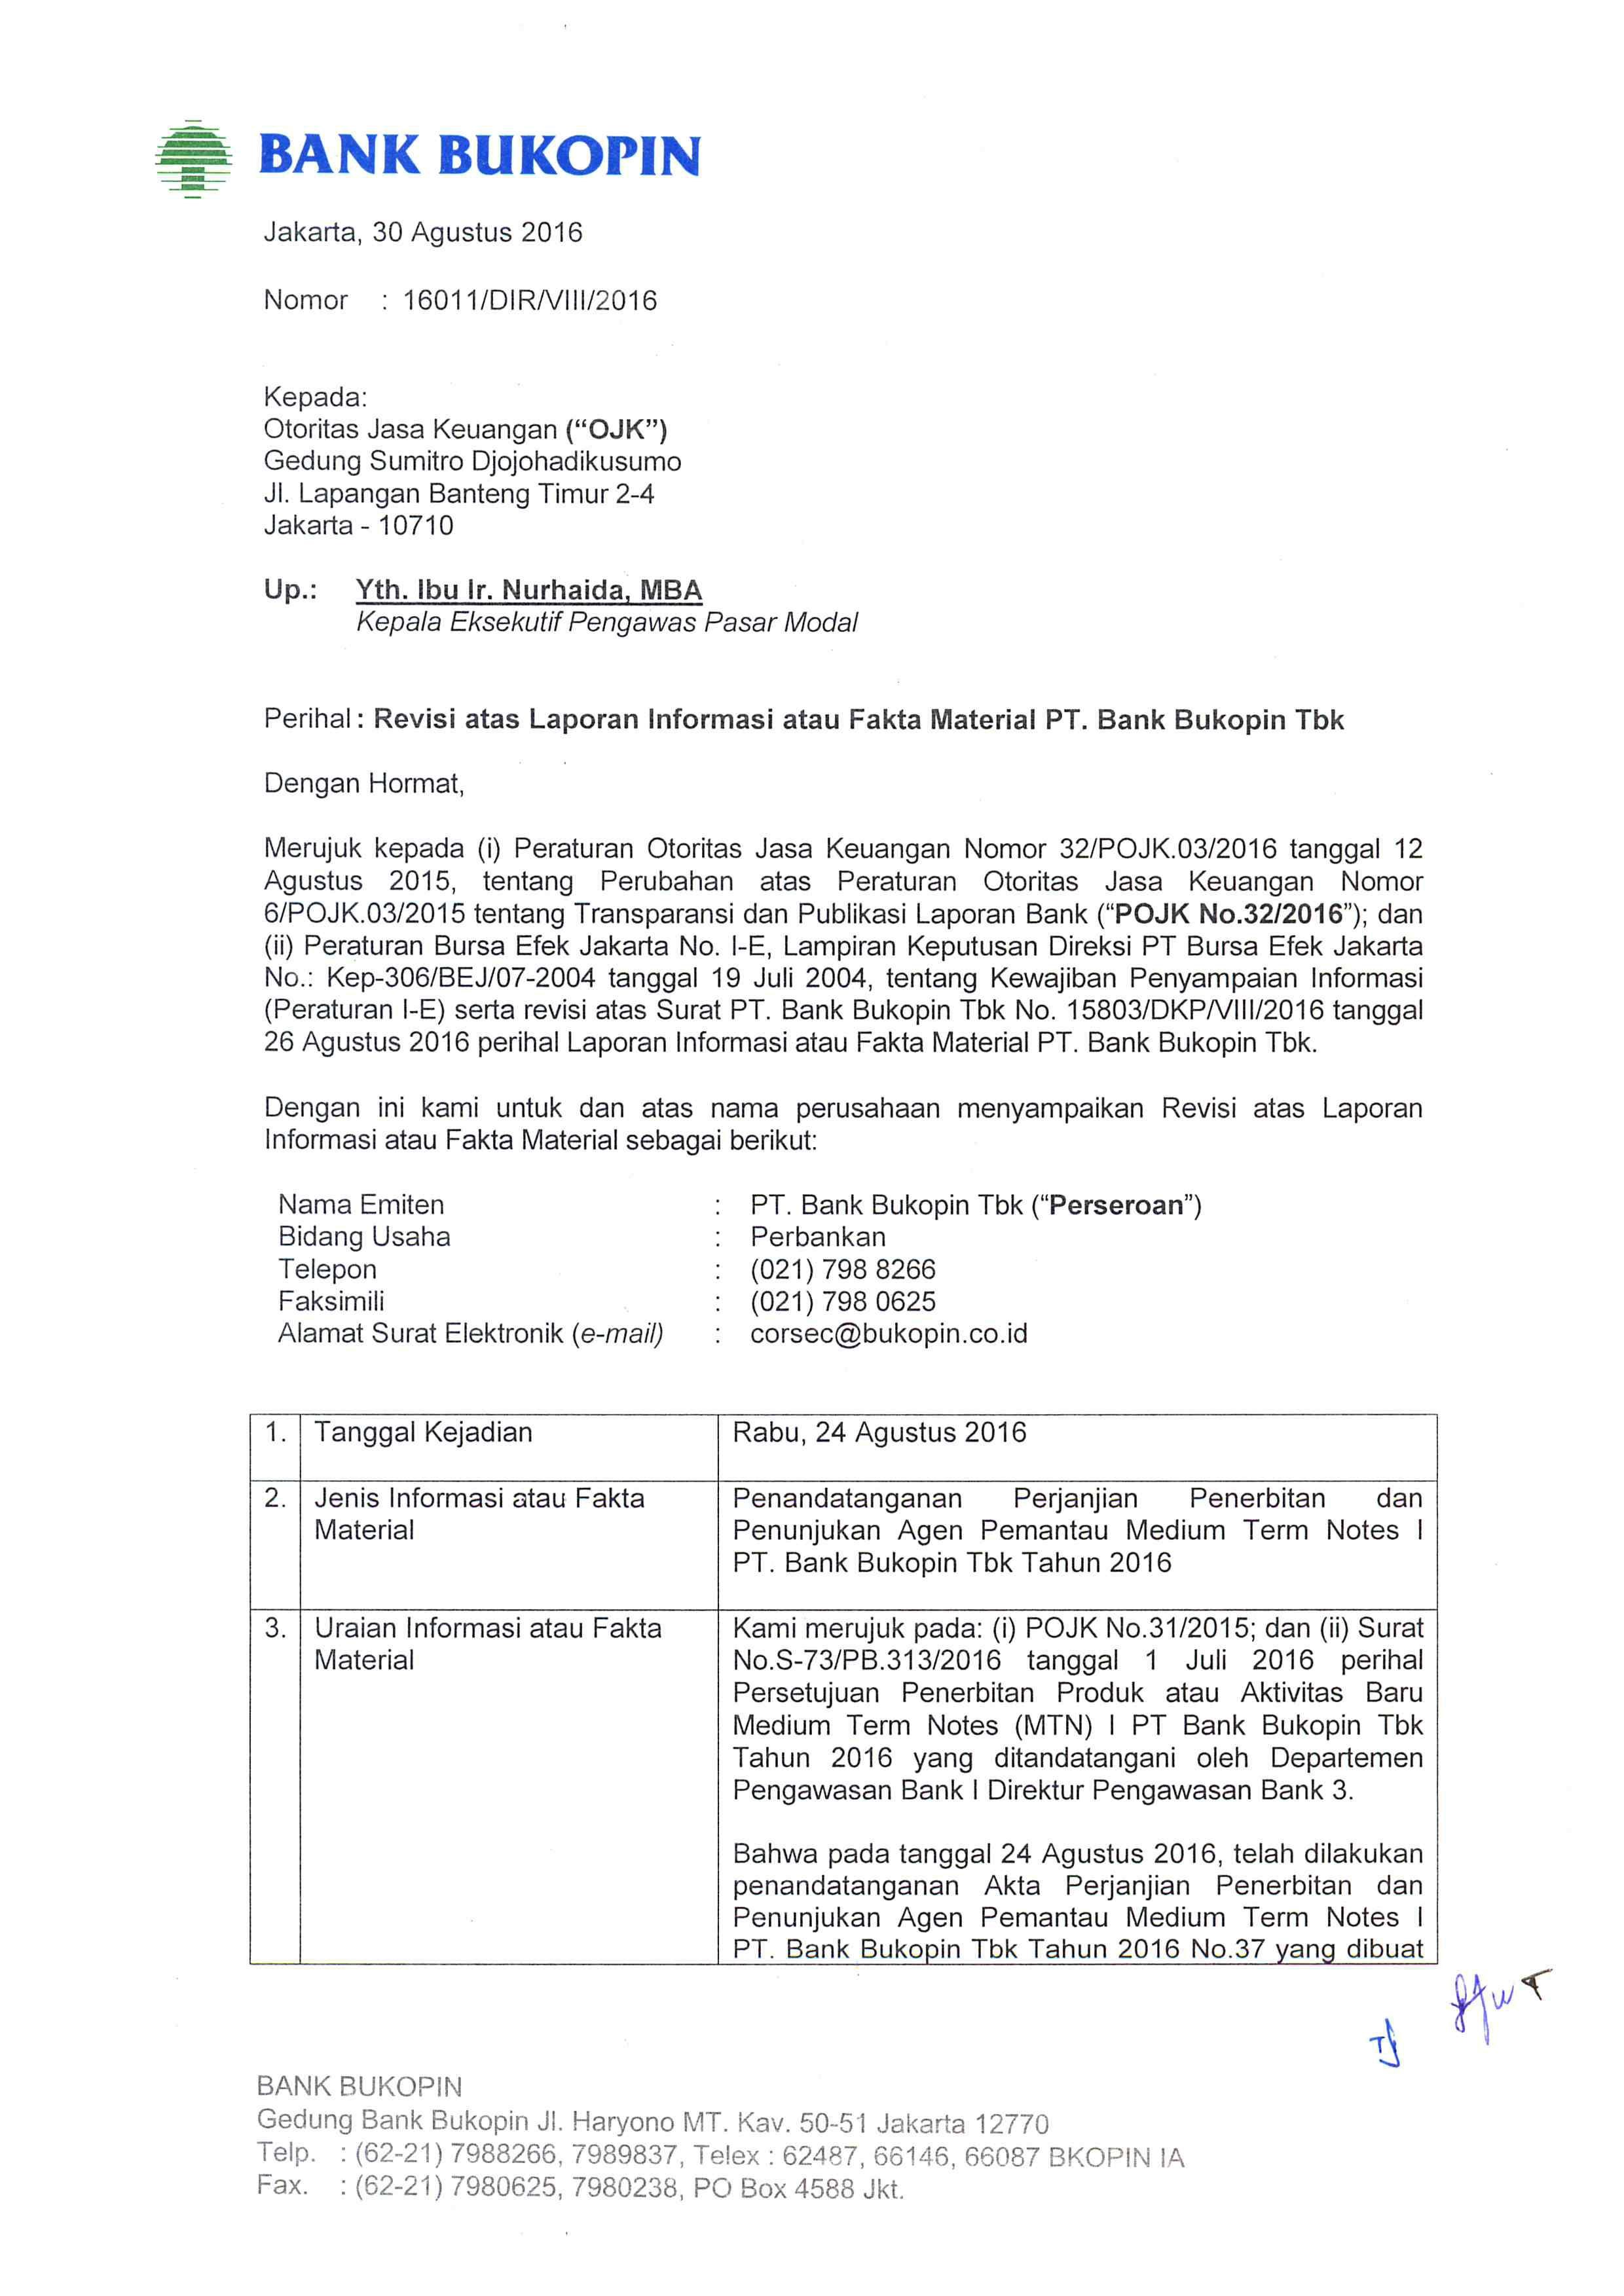 BANK BUKOPIN
Jakarta, 30 Agustus 2016
Nomor : 16011/DIR/VIII/2016
Kepada:
Otoritas Jasa Keuangan (“OJK”)
Gedung Sumitro Djojohadikusumo
Jl. Lapangan Banteng Timur 2-4
Jakarta - 10710
Up.: Yth. Ibu Ir. Nurhaida, MBA
Kepala Eksekutif Pengawas Pasar Modal
Perihal : Revisi atas Laporan Informasi atau Fakta Material PT. Bank Bukopin Tbk
Dengan Hormat,
Merujuk kepada (i) Peraturan Otoritas Jasa Keuangan Nomor 32/POJK.03/2016 tanggal 12
Agustus 2015, tentang Perubahan atas Peraturan Otoritas Jasa Keuangan Nomor
6/POJK.03/2015 tentang Transparansi dan Publikasi Laporan Bank (“POJK No.32/2016”); dan
(ii) Peraturan Bursa Efek Jakarta No. I-E, Lampiran Keputusan Direksi PT Bursa Efek Jakarta
No.: Kep-306/BEJ/07-2004 tanggal 19 Juli 2004, tentang Kewajiban Penyampaian Informasi
(Peraturan I-E) serta revisi atas Surat PT. Bank Bukopin Tbk No. 15803/DKP/VIII/2016 tanggal
26 Agustus 2016 perihal Laporan Informasi atau Fakta Material PT. Bank Bukopin Tbk.
Dengan ini kami untuk dan atas nama perusahaan menyampaikan Revisi atas Laporan
Informasi atau Fakta Material sebagai berikut:
Nama Emiten : PT. Bank Bukopin Tbk (“Perseroan”)
Bidang Usaha : Perbankan
Telepon : (021) 798 8266
Faksimili : (021) 798 0625
Alamat Surat Elektronik (e-mail) : corsec@bukopin.co.id
1. Tanggal Kejadian Rabu, 24 Agustus 2016
2. Jenis Informasi atau Fakta Penandatanganan Perjanjian Penerbitan dan
Material Penunjukan Agen Pemantau Medium Term Notes I
PT. Bank Bukopin Tbk Tahun 2016
3. Uraian Informasi atau Fakta Kami merujuk pada: (i) POJK No.31/2015; dan (ii) Surat
Material No.S-73/PB.313/2016 tanggal 1 Juli 2016 perihal
Persetujuan Penerbitan Produk atau Aktivitas Baru
Medium Term Notes (MTN) I PT Bank Bukopin Tbk
Tahun 2016 yang ditandatangani oleh Departemen
Pengawasan Bank I Direktur Pengawasan Bank 3.
Bahwa pada tanggal 24 Agustus 2016, telah dilakukan
penandatanganan Akta Perjanjian Penerbitan dan
Penunjukan Agen Pemantau Medium Term Notes I
PT. Bank Bukopin Tbk Tahun 2016 No.37 yang dibuat
BANK BUKOPIN
Gedung Bank Bukopin Jl. Haryono MT. Kav. 50-51 Jakarta 12770
Telp. : (62-21) 7988266, 7989837, Telex : 62487, 66146, 66087 BKOPIN IA
Fax. : (62-21) 7980625, 7980238, PO Box 4588 Jkt.